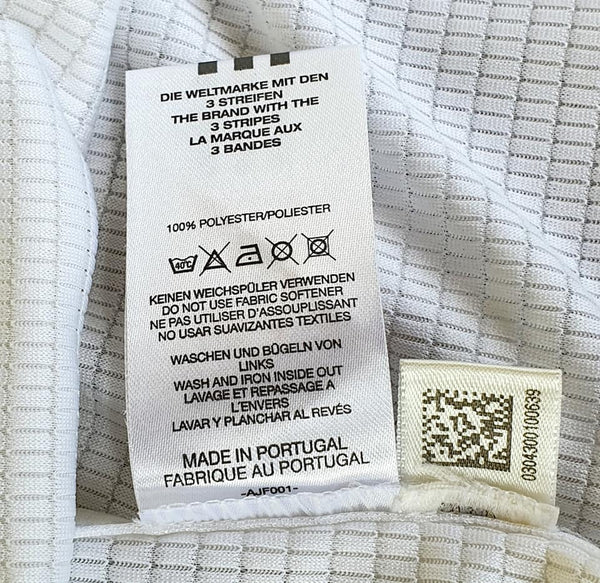 DIE WELTMARKE MIT DEN
3 STREIFEN
THE BRAND WITH THE
3 STRIPES
LA MARQUE AUX
3 BANDES
100% POLYESTER/POLIESTER
40°C
KEINEN WEICHSPÜLER VERWENDEN
DO NOT USE FABRIC SOFTENER
NE PAS UTILISER D'ASSOUPLISSANT
NO USAR SUAVIZANTES TEXTILES
WASCHEN UND BÜGELN VON
LINKS
WASH AND IRON INSIDE OUT
LAVAGE ET REPASSAGE A
L'ENVERS
LAVAR Y PLANCHAR AL REVÉS
MADE IN PORTUGAL
FABRIQUE AU PORTUGAL
-AJF001-
0304300100639